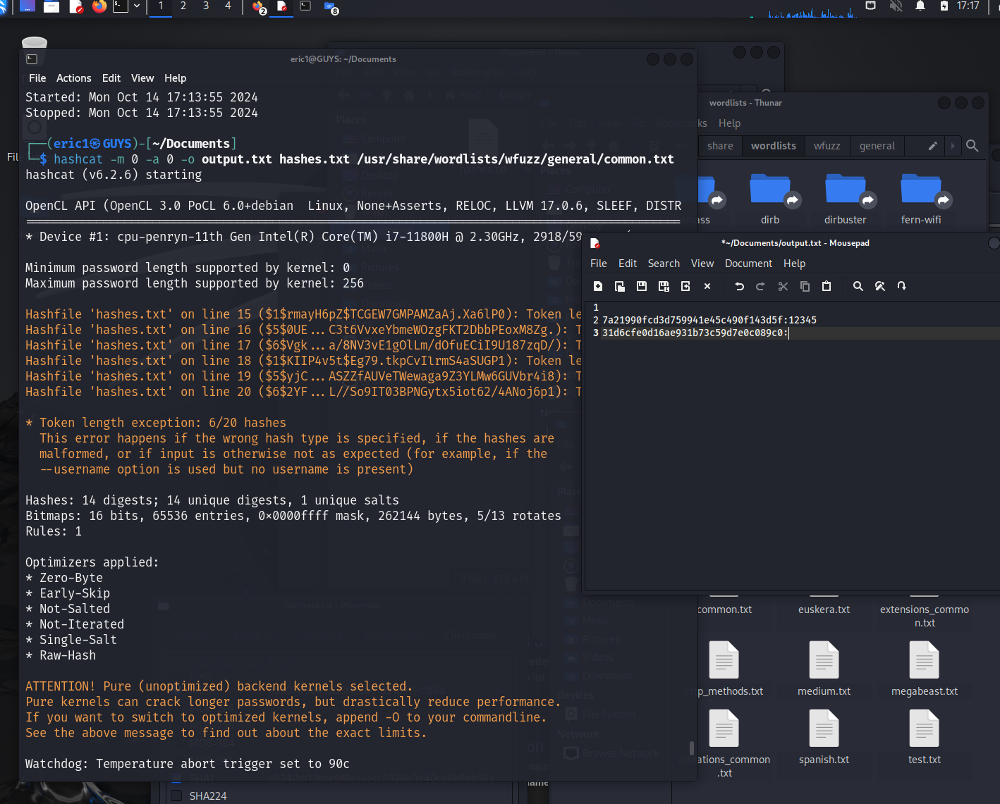 1 2 3 4
2
8
17:17
eric1@GUYS: ~/Documents
File Actions Edit View Help
Started: Mon Oct 14 17:13:55 2024
Stopped: Mon Oct 14 17:13:55 2024
┌──(eric1㉿GUYS)-[~/Documents]
└─$ hashcat -m 0 -a 0 -o output.txt hashes.txt /usr/share/wordlists/wfuzz/general/common.txt
hashcat (v6.2.6) starting
OpenCL API (OpenCL 3.0 PoCL 6.0+debian  Linux, None+Asserts, RELOC, LLVM 17.0.6, SLEEF, DISTR
* Device #1: cpu-penryn-11th Gen Intel(R) Core(TM) i7-11800H @ 2.30GHz, 2918/59
Minimum password length supported by kernel: 0
Maximum password length supported by kernel: 256
Hashfile 'hashes.txt' on line 15 ($1$rmayH6pZ$TCGEW7GMPAMZaAj.Xa6lP0): Token le
Hashfile 'hashes.txt' on line 16 ($5$0UE...C3t6VvxeYbmeWOzgFKT2DbbPEoxM8Zg.): T
Hashfile 'hashes.txt' on line 17 ($6$Vgk...a/8NV3vE1gOlLm/dOfuECiI9U187zqD/): T
Hashfile 'hashes.txt' on line 18 ($1$KIIP4v5t$Eg79.tkpCvIlrmS4aSUGP1): Token le
Hashfile 'hashes.txt' on line 19 ($5$yjC...ASZZfAUVeTWewaga9Z3YLMw6GUVbr4i8): T
Hashfile 'hashes.txt' on line 20 ($6$2YF...L//So9IT03BPNGytx5iot62/4ANoj6p1): T
* Token length exception: 6/20 hashes
This error happens if the wrong hash type is specified, if the hashes are
malformed, or if input is otherwise not as expected (for example, if the
--username option is used but no username is present)
Hashes: 14 digests; 14 unique digests, 1 unique salts
Bitmaps: 16 bits, 65536 entries, 0x0000ffff mask, 262144 bytes, 5/13 rotates
Rules: 1
Optimizers applied:
* Zero-Byte
* Early-Skip
* Not-Salted
* Not-Iterated
* Single-Salt
* Raw-Hash
ATTENTION! Pure (unoptimized) backend kernels selected.
Pure kernels can crack longer passwords, but drastically reduce performance.
If you want to switch to optimized kernels, append -O to your commandline.
See the above message to find out about the exact limits.
Watchdog: Temperature abort trigger set to 90c
SHA224
wordlists - Thunar
Help
share wordlists wfuzz general
dirb dirbuster fern-wifi
*~/Documents/output.txt - Mousepad
File Edit Search View Document Help
1
2 7a21990fcd3d759941e45c490f143d5f:12345
3 31d6cfe0d16ae931b73c59d7e0c089c0:
common.txt euskera.txt extensions_commo
n.txt
medium.txt megabeast.txt
spanish.txt test.txt
.txt
Documents
Music
Pictures
Videos
Downloads
Devices
File System
Network
Browse Network